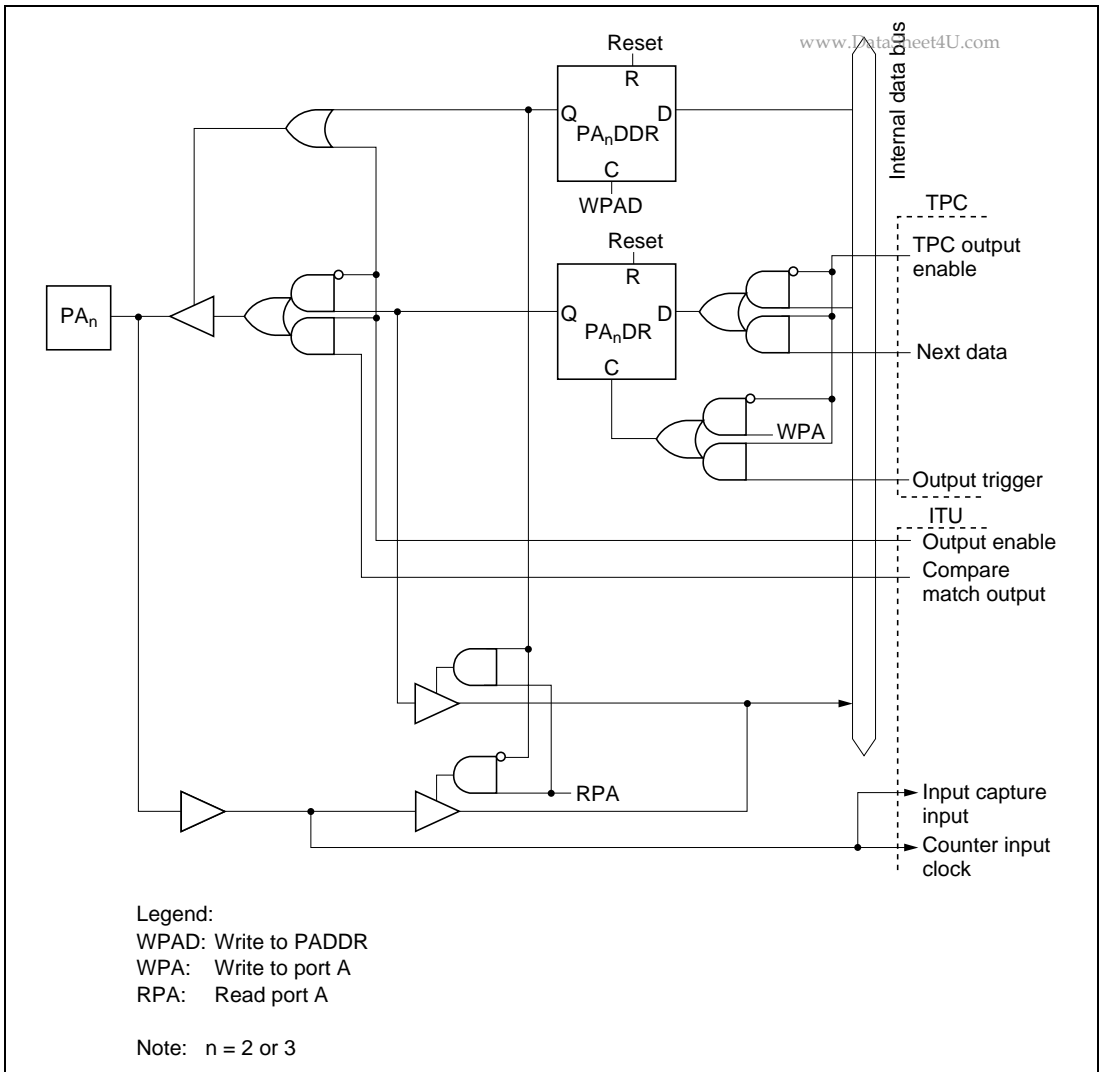 www.DataSheet4U.com
Internal data bus
Reset
R
Q
D
PAnDDR
C
WPAD
TPC
Reset
TPC output
enable
R
PAn
Q
D
PAnDR
Next data
C
WPA
Output trigger
ITU
Output enable
Compare
match output
RPA
Input capture
input
Counter input
clock
Legend:
WPAD: Write to PADDR
WPA: Write to port A
RPA: Read port A
Note: n = 2 or 3